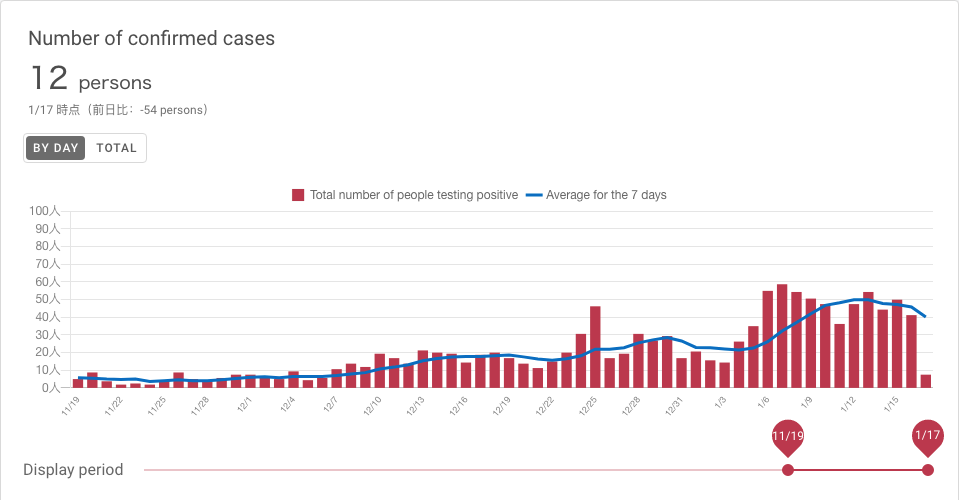 Number of confirmed cases
12 persons
1/17 時点（前日比：-54 persons）
BY DAY TOTAL
Total number of people testing positive Average for the 7 days
100人
90人
80人
70人
60人
50人
40人
30人
20人
10人
0人
11/19 11/22 11/25 11/28 12/1 12/4 12/7 12/10 12/13 12/16 12/19 12/22 12/25 12/28 12/31 1/3 1/6 1/9 1/12 1/15
11/19 1/17
Display period